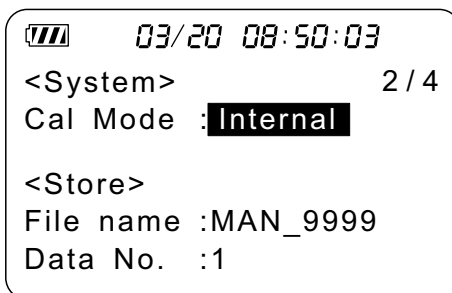 03/20 08:50:03
<System> 2/4
Cal Mode :Internal
<Store>
File name :MAN_9999
Data No. :1